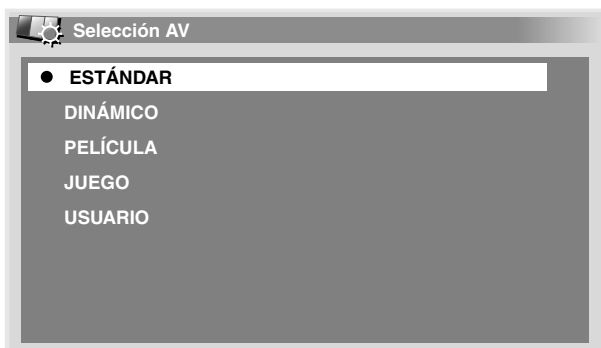 Selección AV
ESTÁNDAR
DINÁMICO
PELÍCULA
JUEGO
USUARIO